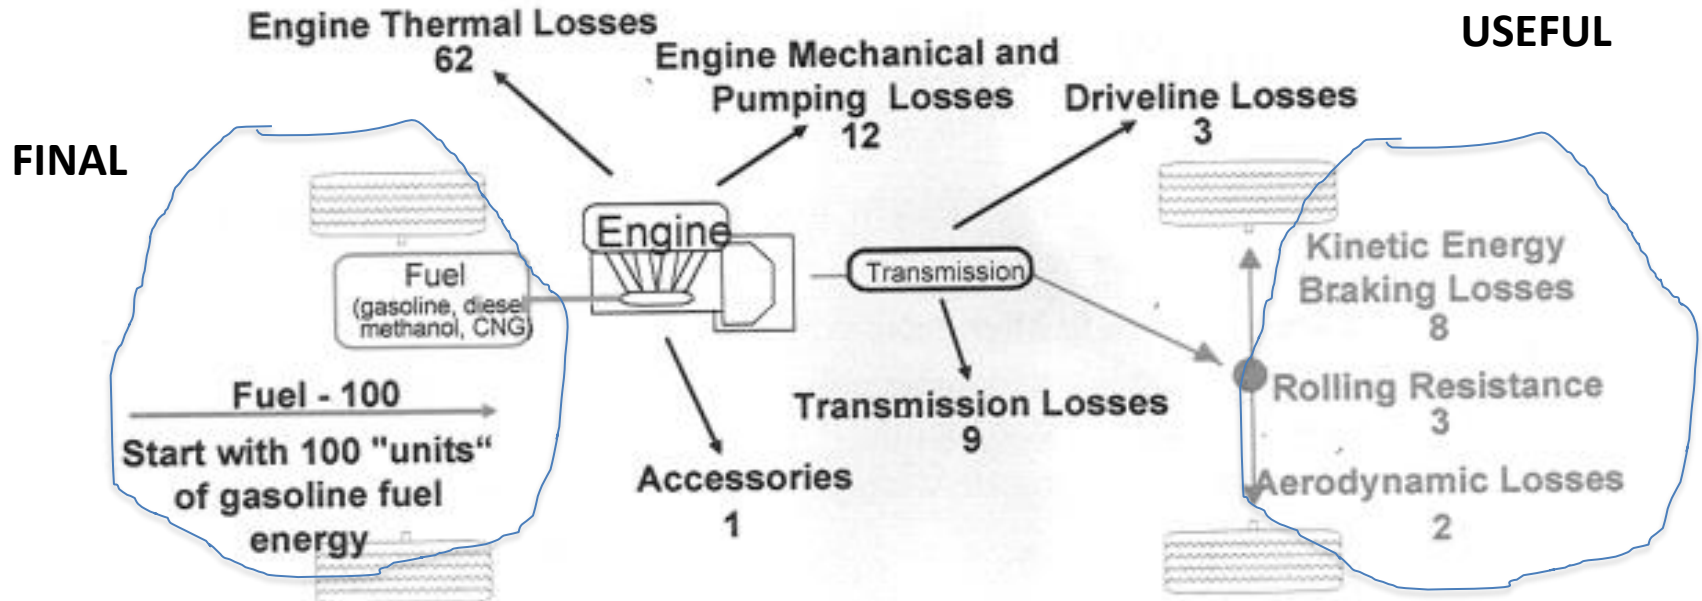 Engine Thermal Losses
62
Engine Mechanical and
Pumping Losses
12
Driveline Losses
3
USEFUL
FINAL
Engine
Fuel
(gasoline, diesel
methanol, CNG)
Transmission
Kinetic Energy
Braking Losses
8
Fuel - 100
Start with 100 "units“
of gasoline fuel
energy
Transmission Losses
9
Accessories
1
Rolling Resistance
3
Aerodynamic Losses
2